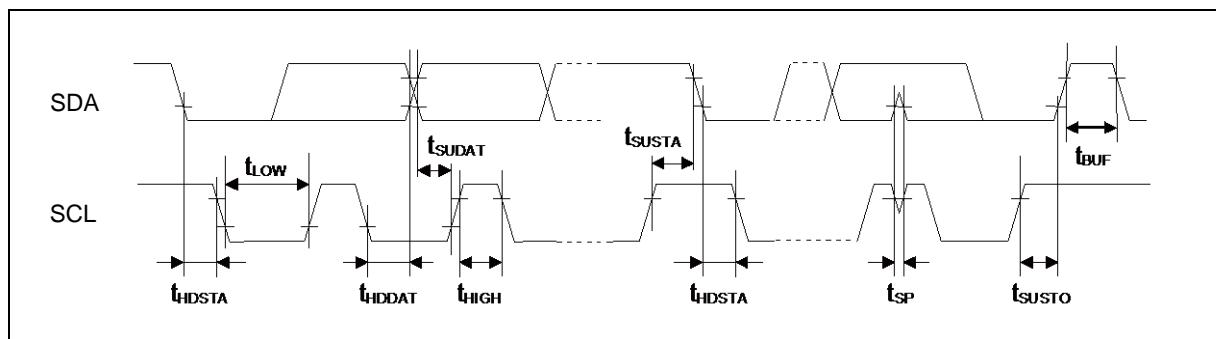 SDA
tSUDAT
tSUSTA
tBUF
tLOW
SCL
tHDSTA
tHDDAT
tHIGH
tHDSTA
tSP
tSUSTO